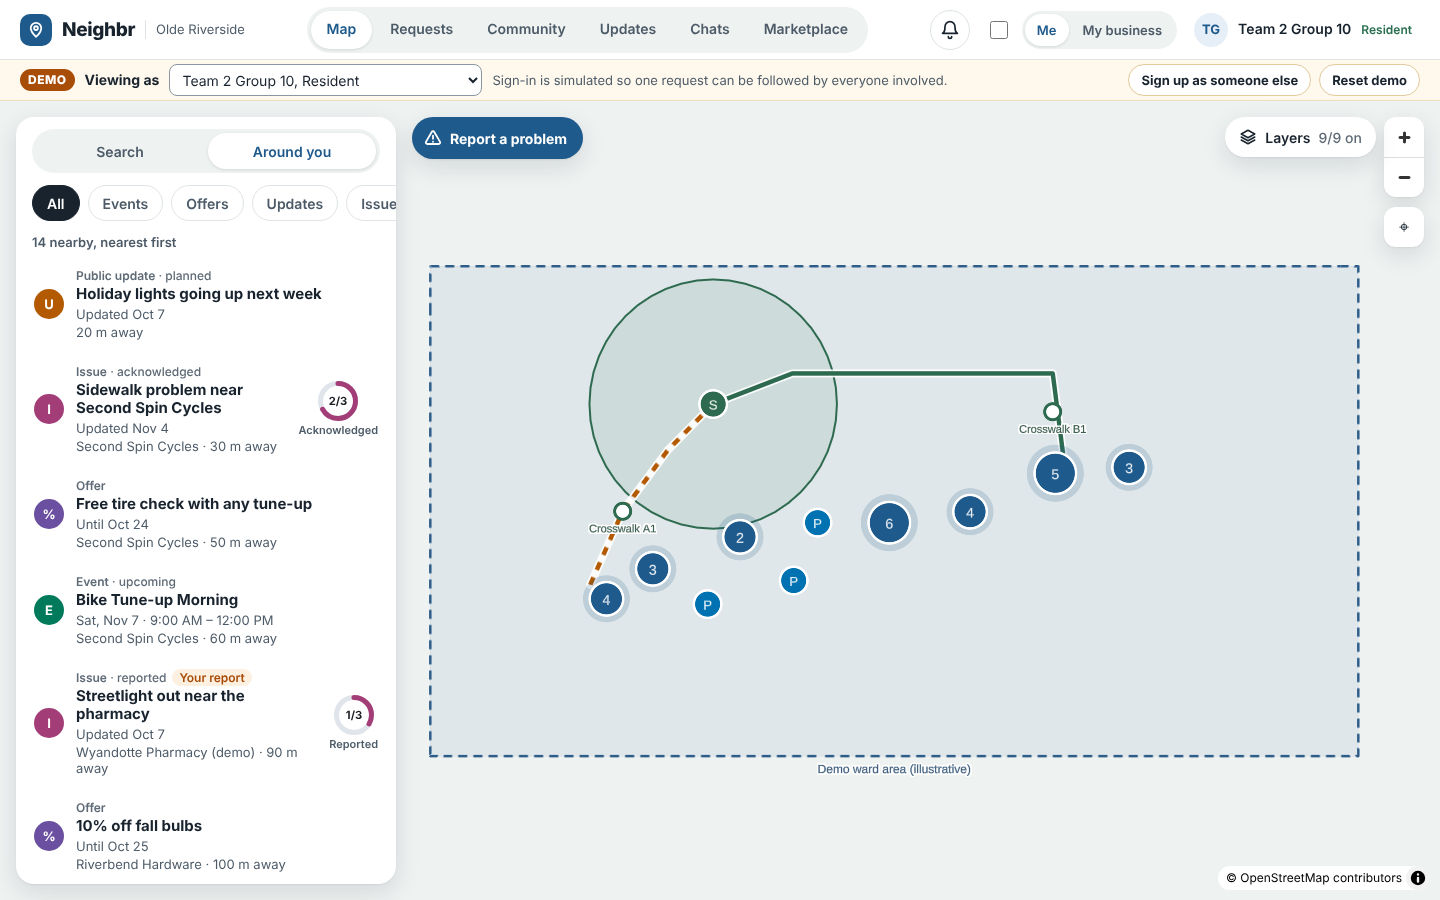 Neighbr
Olde Riverside
Map
Requests
Community
Updates
Chats
Marketplace
Me
My business
TG
Team 2 Group 10
Resident
DEMO
Viewing as
Team 2 Group 10, Resident
Sign-in is simulated so one request can be followed by everyone involved.
Sign up as someone else
Reset demo
Search
Around you
All
Events
Offers
Updates
Issue
14 nearby, nearest first
Public update · planned
U
Holiday lights going up next week
Updated Oct 7
20 m away
Issue · acknowledged
I
Sidewalk problem near
Second Spin Cycles
Updated Nov 4
Second Spin Cycles · 30 m away
2/3
Acknowledged
Offer
%
Free tire check with any tune-up
Until Oct 24
Second Spin Cycles · 50 m away
Event · upcoming
E
Bike Tune-up Morning
Sat, Nov 7 · 9:00 AM – 12:00 PM
Second Spin Cycles · 60 m away
Issue · reported
Your report
I
Streetlight out near the
pharmacy
Updated Oct 7
Wyandotte Pharmacy (demo) · 90 m
away
1/3
Reported
Offer
%
10% off fall bulbs
Until Oct 25
Riverbend Hardware · 100 m away
Report a problem
Layers 9/9 on
+
−
S
Crosswalk B1
5
3
Crosswalk A1
4
6
P
2
3
P
4
P
Demo ward area (illustrative)
© OpenStreetMap contributors